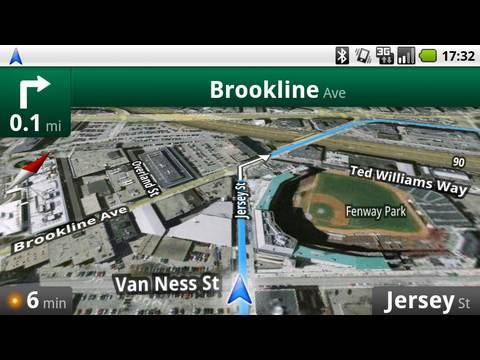 3G
17:32
Brookline Ave
0.1 mi
90
Overland St
Ted Williams Way
Jersey St
Fenway Park
Brookline Ave
Van Ness St
6 min
Jersey St